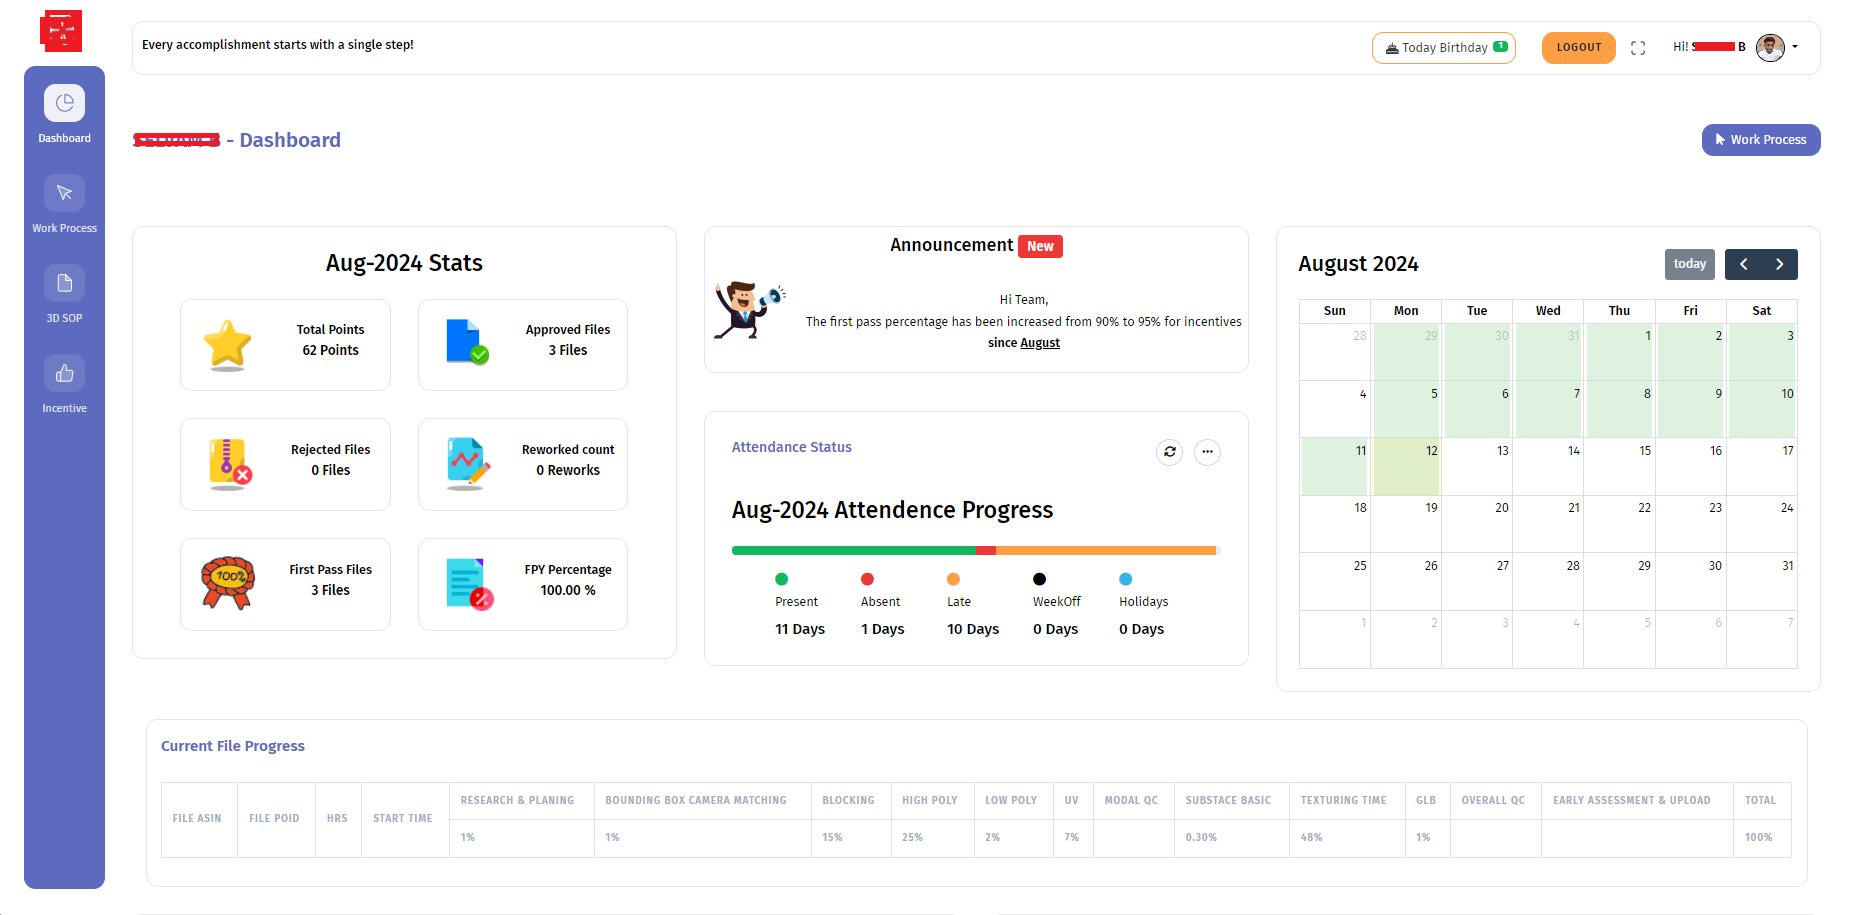 Every accomplishment starts with a single step!
Today Birthday 1
LOGOUT
Hi! B
Dashboard
Work Process
3D SOP
Incentive
- Dashboard
Work Process
Aug-2024 Stats
Total Points
62 Points
Approved Files
3 Files
Rejected Files
0 Files
Reworked count
0 Reworks
100%
First Pass Files
3 Files
FPY Percentage
100.00 %
Announcement New
Hi Team,
The first pass percentage has been increased from 90% to 95% for incentives
since August
Attendance Status
Aug-2024 Attendence Progress
Present Absent Late WeekOff Holidays
11 Days 1 Days 10 Days 0 Days 0 Days
August 2024
today
Sun Mon Tue Wed Thu Fri Sat
28 29 30 31 1 2 3
4 5 6 7 8 9 10
11 12 13 14 15 16 17
18 19 20 21 22 23 24
25 26 27 28 29 30 31
1 2 3 4 5 6 7
Current File Progress
FILE ASIN FILE POID HRS START TIME RESEARCH & PLANING BOUNDING BOX CAMERA MATCHING BLOCKING HIGH POLY LOW POLY UV MODAL QC SUBSTACE BASIC TEXTURING TIME GLB OVERALL QC EARLY ASSESSMENT & UPLOAD TOTAL
1% 1% 15% 25% 2% 7% 0.30% 48% 1% 100%